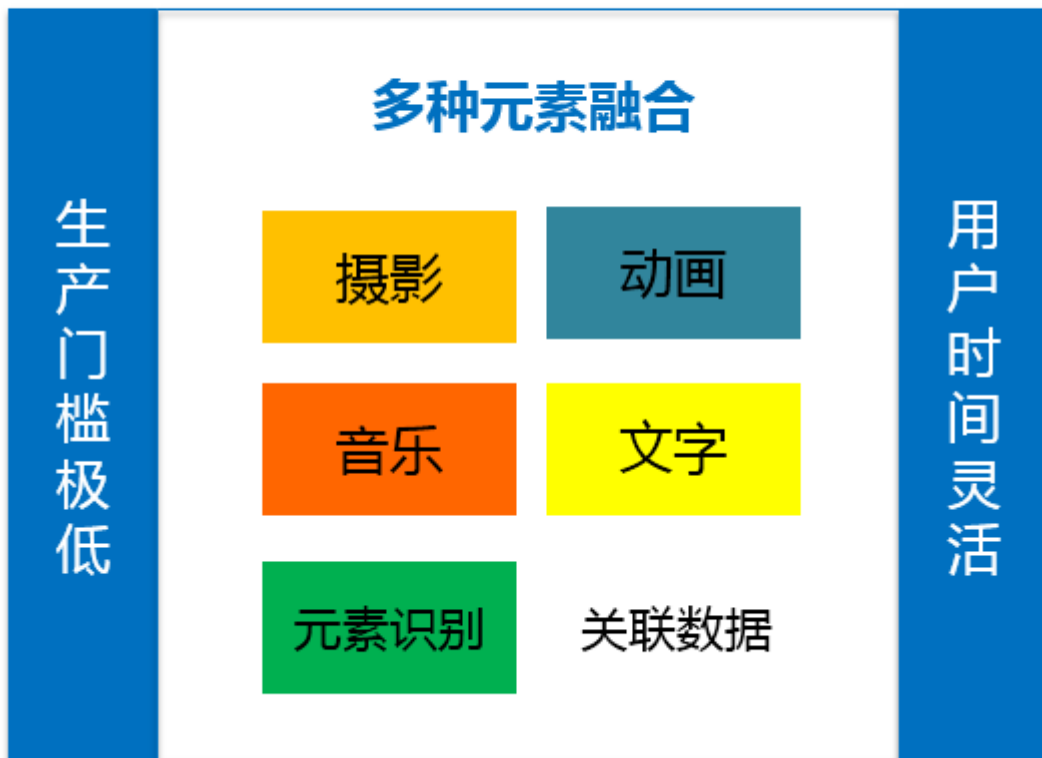 多种元素融合
生产门槛极低
摄影
动画
音乐
文字
元素识别
关联数据
用户时间灵活